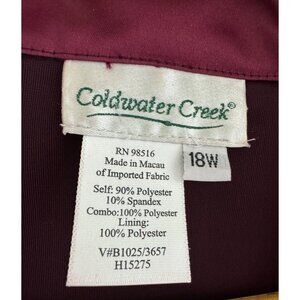 Coldwater Creek®
RN 98516
Made in Macau
of Imported Fabric
18W
Self: 90% Polyester
10% Spandex
Combo:100% Polyester
Lining:
100% Polyester
V#B1025/3657
H15275